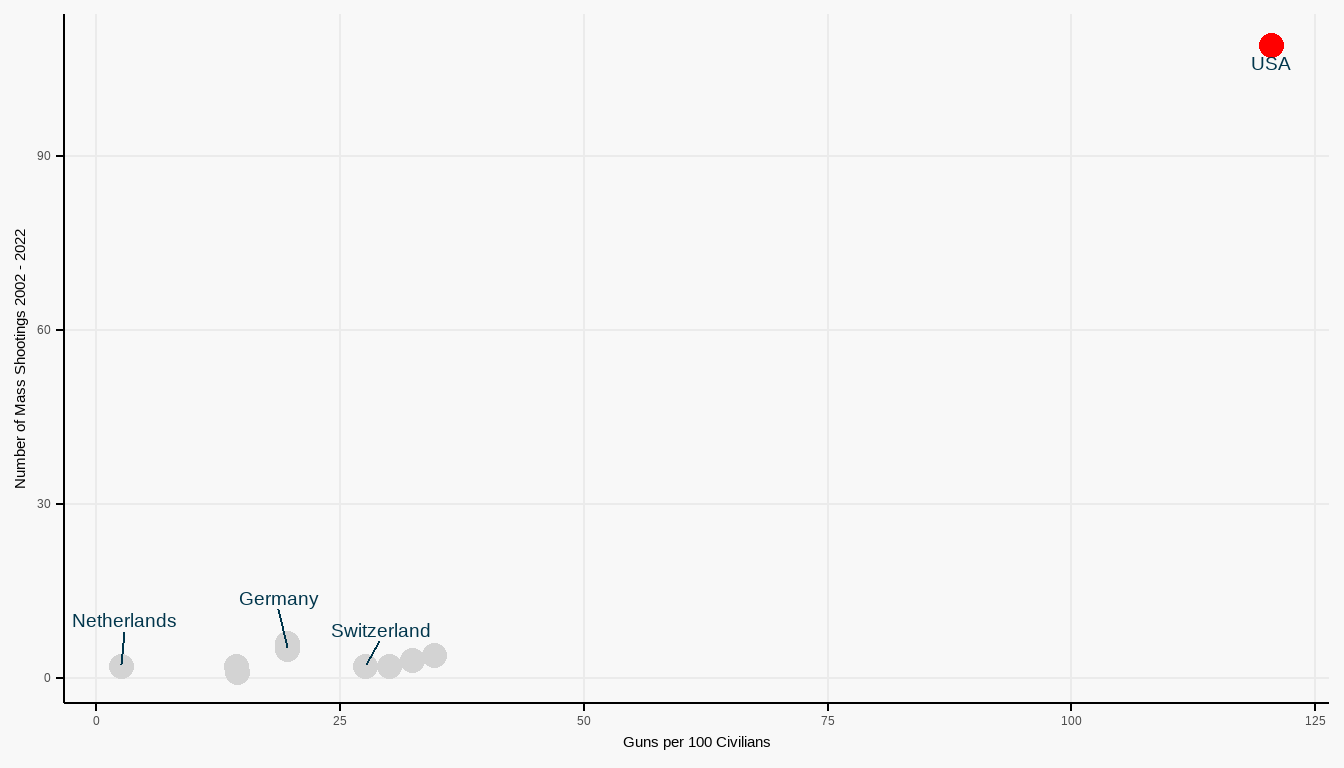 USA
90
60
30
0
Number of Mass Shootings 2002 - 2022
Germany
Netherlands
Switzerland
0
25
50
75
100
125
Guns per 100 Civilians